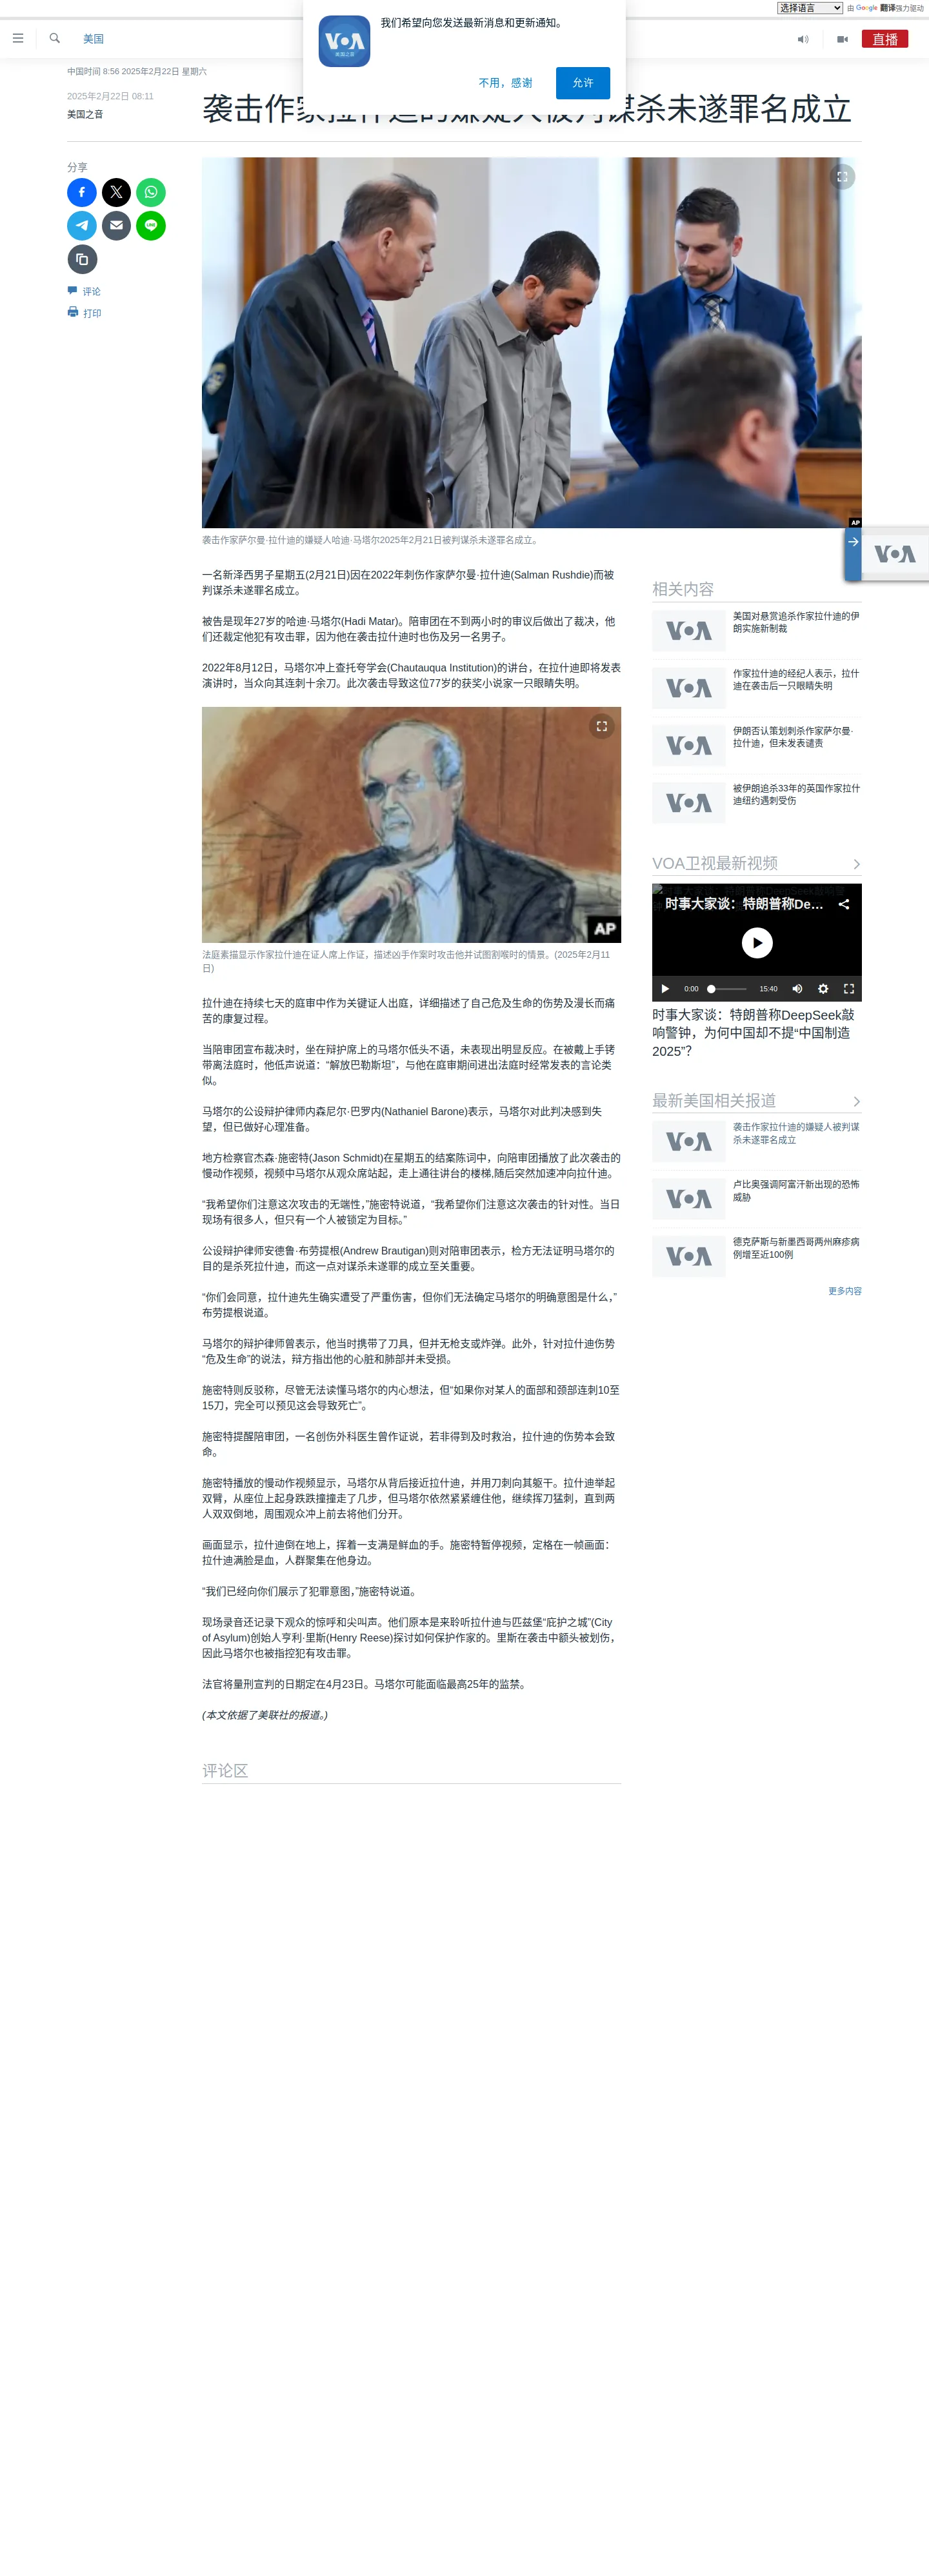 选择语言
由 Google 翻译强力驱动
我们希望向您发送最新消息和更新通知。
VOA
美国之音
不用，感谢
允许
美国
直播
中国时间 8:56 2025年2月22日 星期六
2025年2月22日 08:11
美国之音
袭击作家拉什迪的嫌疑人被判谋杀未遂罪名成立
分享
LINE
评论
打印
AP
袭击作家萨尔曼·拉什迪的嫌疑人哈迪·马塔尔2025年2月21日被判谋杀未遂罪名成立。
一名新泽西男子星期五(2月21日)因在2022年刺伤作家萨尔曼·拉什迪(Salman Rushdie)而被
判谋杀未遂罪名成立。
被告是现年27岁的哈迪·马塔尔(Hadi Matar)。陪审团在不到两小时的审议后做出了裁决，他
们还裁定他犯有攻击罪，因为他在袭击拉什迪时也伤及另一名男子。
2022年8月12日，马塔尔冲上查托夸学会(Chautauqua Institution)的讲台，在拉什迪即将发表
演讲时，当众向其连刺十余刀。此次袭击导致这位77岁的获奖小说家一只眼睛失明。
AP
法庭素描显示作家拉什迪在证人席上作证，描述凶手作案时攻击他并试图割喉时的情景。(2025年2月11
日)
拉什迪在持续七天的庭审中作为关键证人出庭，详细描述了自己危及生命的伤势及漫长而痛
苦的康复过程。
当陪审团宣布裁决时，坐在辩护席上的马塔尔低头不语，未表现出明显反应。在被戴上手铐
带离法庭时，他低声说道：“解放巴勒斯坦”，与他在庭审期间进出法庭时经常发表的言论类
似。
马塔尔的公设辩护律师内森尼尔·巴罗内(Nathaniel Barone)表示，马塔尔对此判决感到失
望，但已做好心理准备。
地方检察官杰森·施密特(Jason Schmidt)在星期五的结案陈词中，向陪审团播放了此次袭击的
慢动作视频，视频中马塔尔从观众席站起，走上通往讲台的楼梯,随后突然加速冲向拉什迪。
“我希望你们注意这次攻击的无端性，”施密特说道，“我希望你们注意这次袭击的针对性。当日
现场有很多人，但只有一个人被锁定为目标。”
公设辩护律师安德鲁·布劳提根(Andrew Brautigan)则对陪审团表示，检方无法证明马塔尔的
目的是杀死拉什迪，而这一点对谋杀未遂罪的成立至关重要。
“你们会同意，拉什迪先生确实遭受了严重伤害，但你们无法确定马塔尔的明确意图是什么，”
布劳提根说道。
马塔尔的辩护律师曾表示，他当时携带了刀具，但并无枪支或炸弹。此外，针对拉什迪伤势
“危及生命”的说法，辩方指出他的心脏和肺部并未受损。
施密特则反驳称，尽管无法读懂马塔尔的内心想法，但“如果你对某人的面部和颈部连刺10至
15刀，完全可以预见这会导致死亡”。
施密特提醒陪审团，一名创伤外科医生曾作证说，若非得到及时救治，拉什迪的伤势本会致
命。
施密特播放的慢动作视频显示，马塔尔从背后接近拉什迪，并用刀刺向其躯干。拉什迪举起
双臂，从座位上起身跌跌撞撞走了几步，但马塔尔依然紧紧缠住他，继续挥刀猛刺，直到两
人双双倒地，周围观众冲上前去将他们分开。
画面显示，拉什迪倒在地上，挥着一支满是鲜血的手。施密特暂停视频，定格在一帧画面：
拉什迪满脸是血，人群聚集在他身边。
“我们已经向你们展示了犯罪意图，”施密特说道。
现场录音还记录下观众的惊呼和尖叫声。他们原本是来聆听拉什迪与匹兹堡“庇护之城”(City
of Asylum)创始人亨利·里斯(Henry Reese)探讨如何保护作家的。里斯在袭击中额头被划伤，
因此马塔尔也被指控犯有攻击罪。
法官将量刑宣判的日期定在4月23日。马塔尔可能面临最高25年的监禁。
(本文依据了美联社的报道。)
评论区
VOA
相关内容
VOA
美国对悬赏追杀作家拉什迪的伊
朗实施新制裁
VOA
作家拉什迪的经纪人表示，拉什
迪在袭击后一只眼睛失明
VOA
伊朗否认策划刺杀作家萨尔曼·
拉什迪，但未发表谴责
VOA
被伊朗追杀33年的英国作家拉什
迪纽约遇刺受伤
VOA卫视最新视频
时事大家谈：特朗普称De…
0:00
15:40
时事大家谈：特朗普称DeepSeek敲
响警钟，为何中国却不提“中国制造
2025”？
最新美国相关报道
VOA
袭击作家拉什迪的嫌疑人被判谋
杀未遂罪名成立
VOA
卢比奥强调阿富汗新出现的恐怖
威胁
VOA
德克萨斯与新墨西哥两州麻疹病
例增至近100例
更多内容